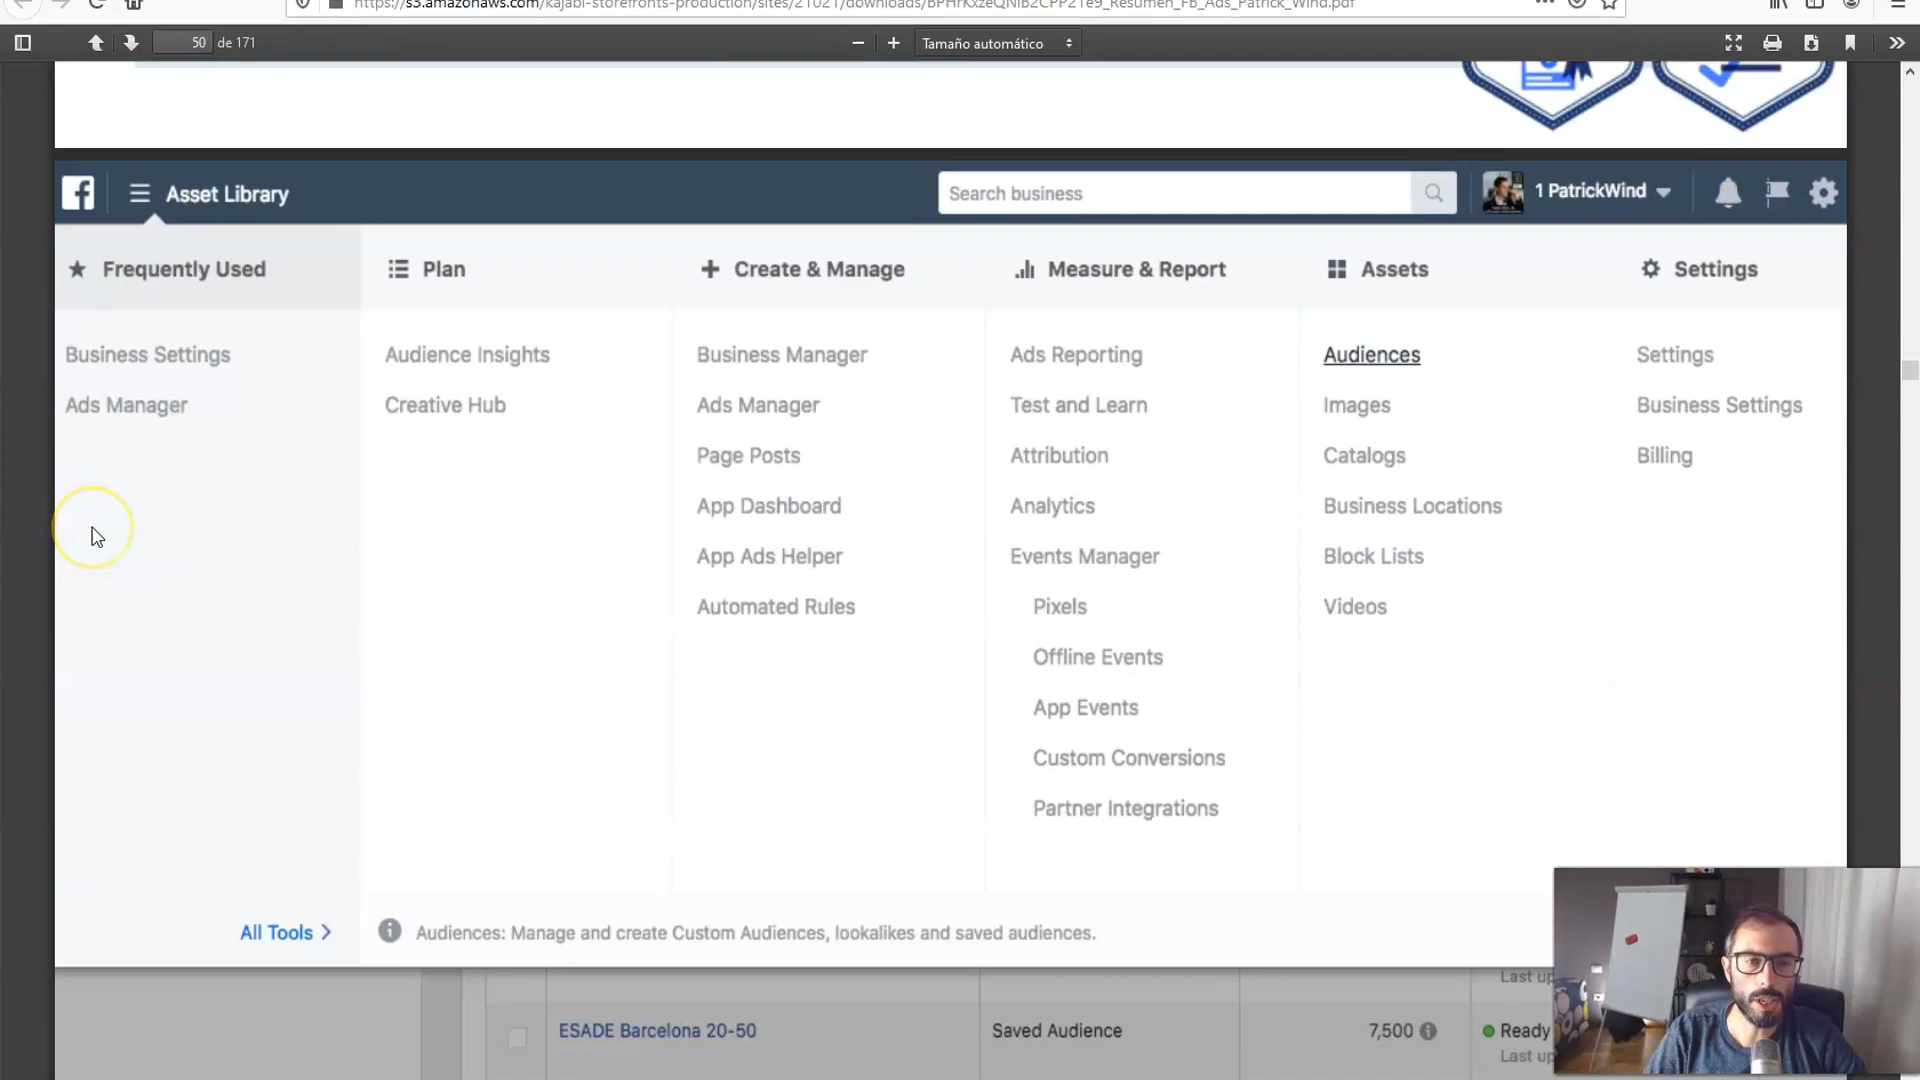 https://s3.amazonaws.com/kajabi-storefronts-production/sites/21021/downloads/BPHrKxzeQNiB2CPP21e9_Resumen_FB_Ads_Patrick_Wind.pdf
50 de 171
Tamaño automático
Asset Library
Search business
1 PatrickWind
Frequently Used
Business Settings
Ads Manager
All Tools
Plan
Audience Insights
Creative Hub
Create & Manage
Business Manager
Ads Manager
Page Posts
App Dashboard
App Ads Helper
Automated Rules
Measure & Report
Ads Reporting
Test and Learn
Attribution
Analytics
Events Manager
Pixels
Offline Events
App Events
Custom Conversions
Partner Integrations
Assets
Audiences
Images
Catalogs
Business Locations
Block Lists
Videos
Settings
Settings
Business Settings
Billing
Audiences: Manage and create Custom Audiences, lookalikes and saved audiences.
Last up
ESADE Barcelona 20-50
Saved Audience
7,500
Ready
Last up